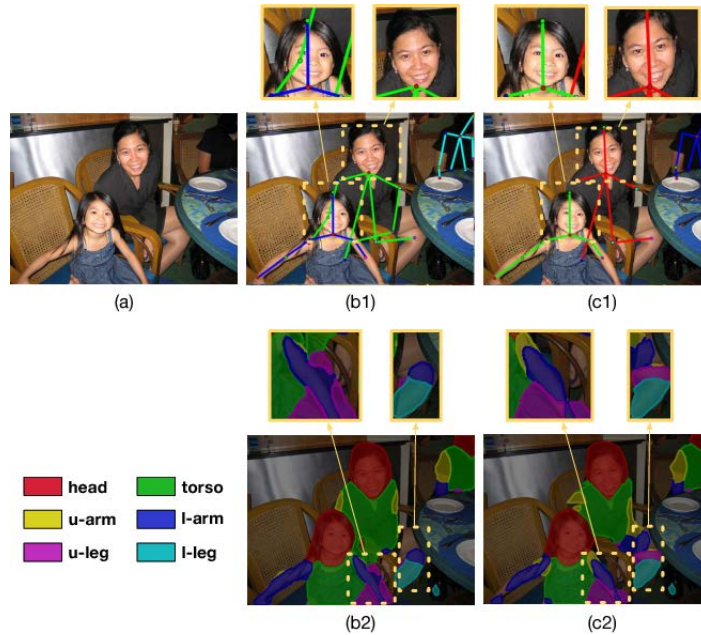 (a)
(b1)
(c1)
head
torso
u-arm
l-arm
u-leg
l-leg
(b2)
(c2)